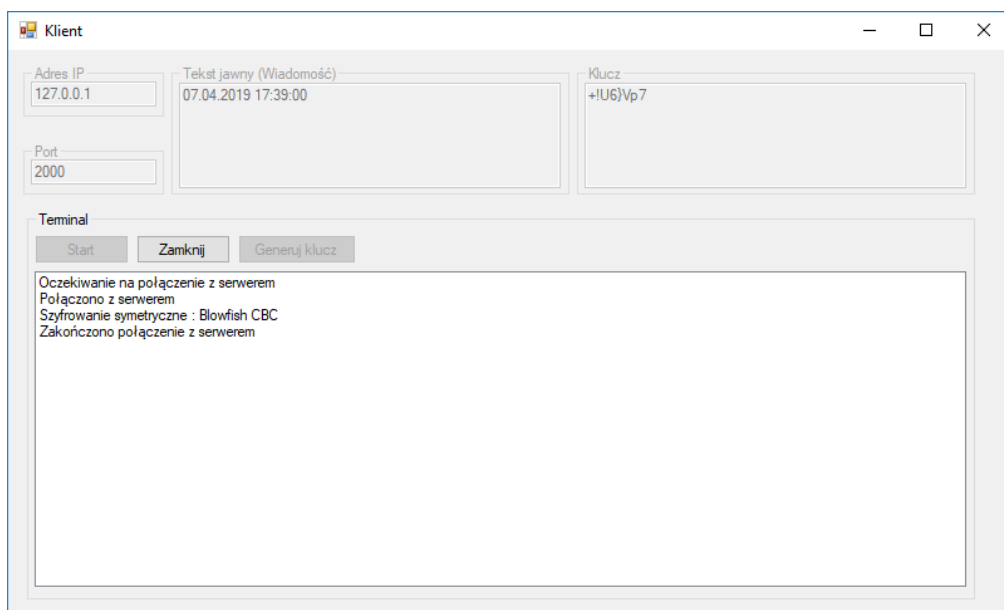 Klient
Adres IP
127.0.0.1
Tekst jawny (Wiadomość)
07.04.2019 17:39:00
Klucz
+!U6}Vp7
Port
2000
Terminal
Start
Zamknij
Generuj klucz
Oczekiwanie na połączenie z serwerem
Połączono z serwerem
Szyfrowanie symetryczne : Blowfish CBC
Zakończono połączenie z serwerem